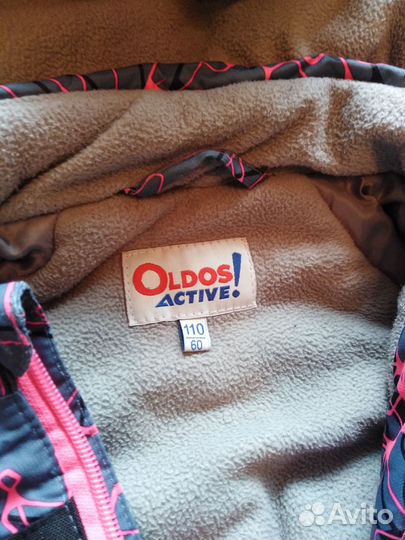 OLDOS
ACTIVE!
110
60
Avito